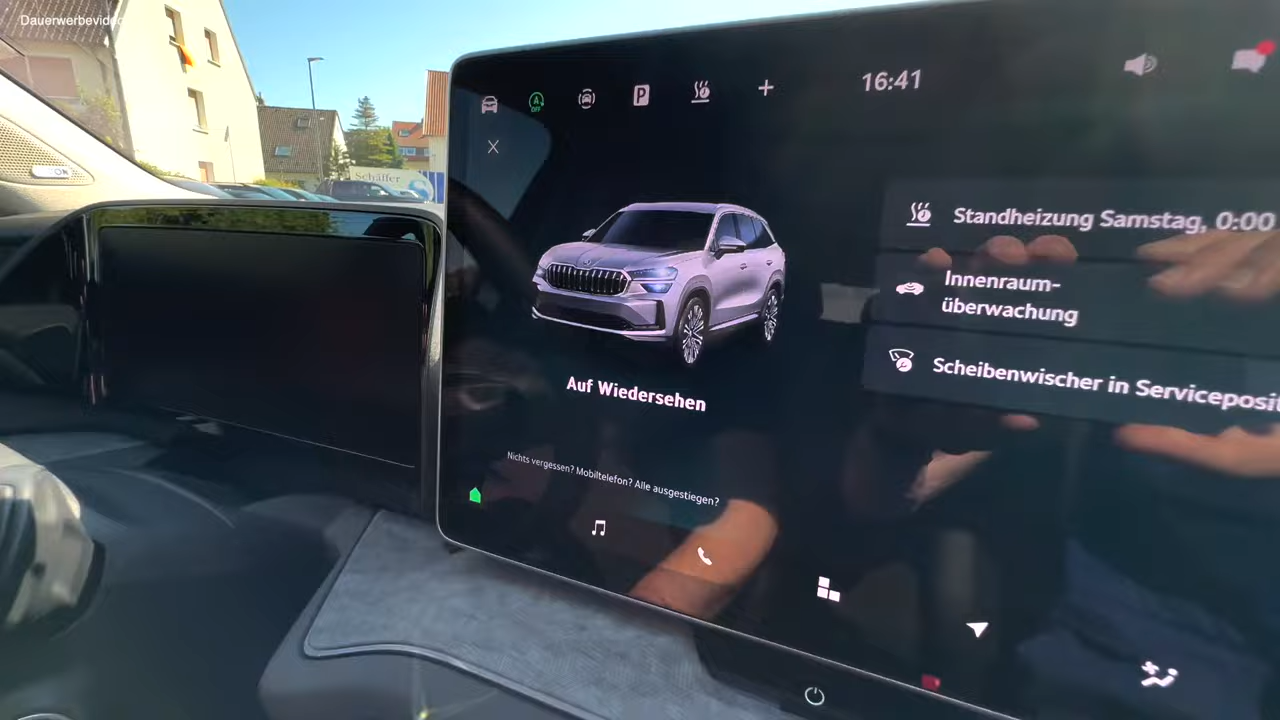 Dauerwerbevideo
Schäffer
P
16:41
Auf Wiedersehen
Nichts vergessen? Mobiltelefon? Alle ausgestiegen?
Standheizung Samstag, 0:00
Innenraum-
überwachung
Scheibenwischer in Serviceposit
A
OFF